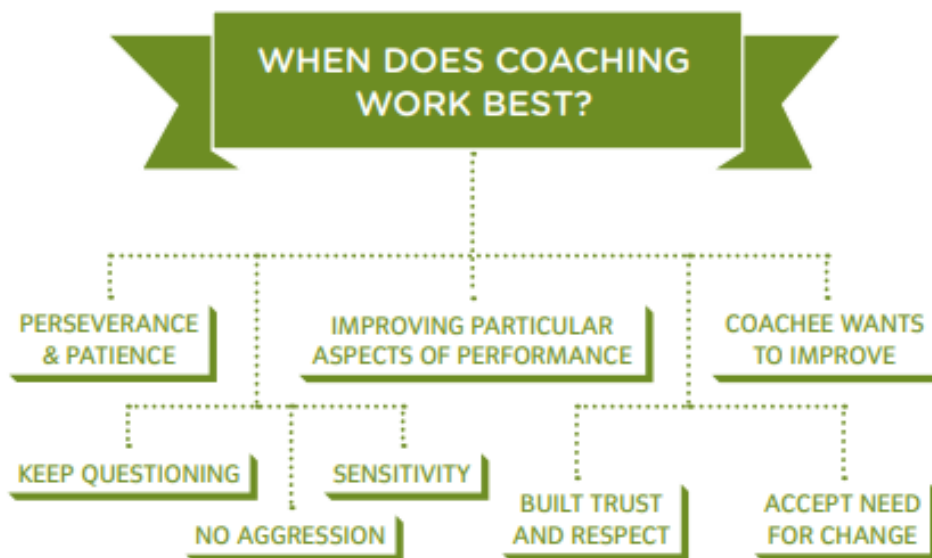 WHEN DOES COACHING
WORK BEST?
PERSEVERANCE
& PATIENCE
IMPROVING PARTICULAR
ASPECTS OF PERFORMANCE
COACHEE WANTS
TO IMPROVE
KEEP QUESTIONING
SENSITIVITY
NO AGGRESSION
BUILT TRUST
AND RESPECT
ACCEPT NEED
FOR CHANGE